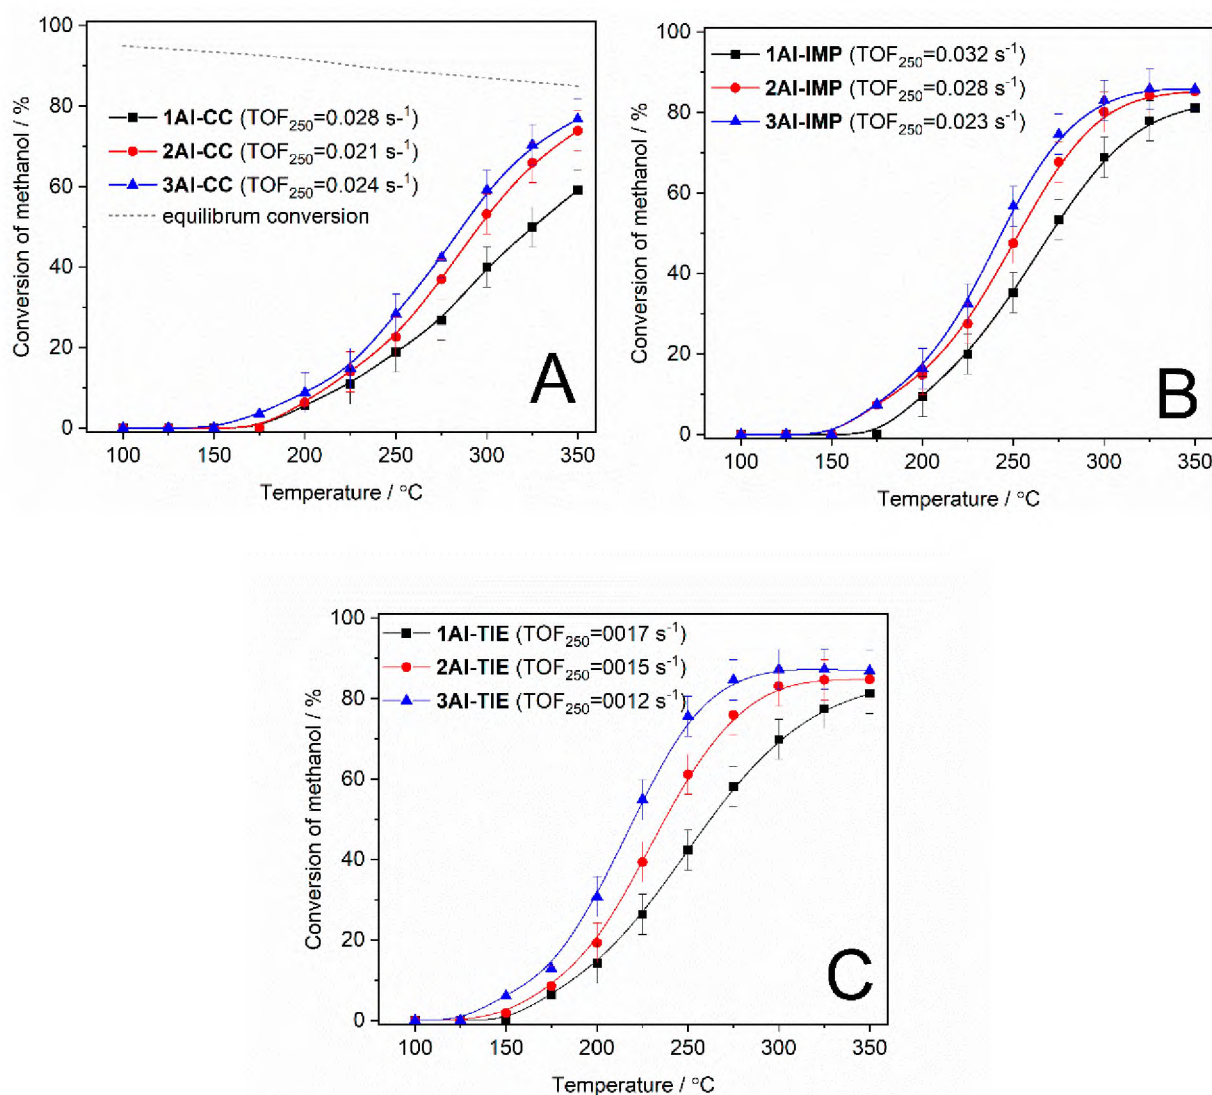 100
80
60
40
20
0
Conversion of methanol / %
1Al-CC (TOF250=0.028 s-1)
2Al-CC (TOF250=0.021 s-1)
3Al-CC (TOF250=0.024 s-1)
equilibrum conversion
A
100 150 200 250 300 350
Temperature / °C
100
80
60
40
20
0
Conversion of methanol / %
1Al-IMP (TOF250=0.032 s-1)
2Al-IMP (TOF250=0.028 s-1)
3Al-IMP (TOF250=0.023 s-1)
B
100 150 200 250 300 350
Temperature / °C
100
80
60
40
20
0
Conversion of methanol / %
1Al-TIE (TOF250=0017 s-1)
2Al-TIE (TOF250=0015 s-1)
3Al-TIE (TOF250=0012 s-1)
C
100 150 200 250 300 350
Temperature / °C